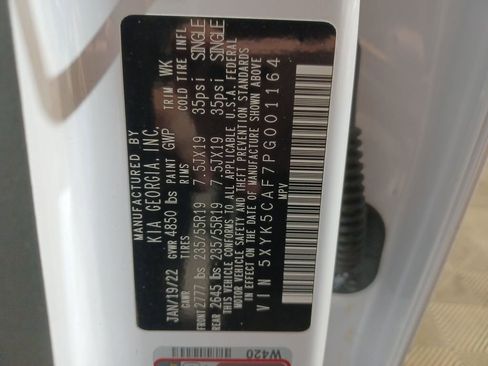 MANUFACTURED BY
KIA GEORGIA, INC.
JAN/19/22 GVWR 4850 lbs PAINT GWP TRIM WK
GAWR TIRES RIMS COLD TIRE INFL
FRONT 2777 lbs 235/55R19 7.5JX19 35psi SINGLE
REAR 2645 lbs 235/55R19 7.5JX19 35psi SINGLE
THIS VEHICLE CONFORMS TO ALL APPLICABLE U.S.A. FEDERAL
MOTOR VEHICLE SAFETY AND THEFT PREVENTION STANDARDS
IN EFFECT ON THE DATE OF MANUFACTURE SHOWN ABOVE
VIN 5XYK5CAF7PG001164
MPV
W420